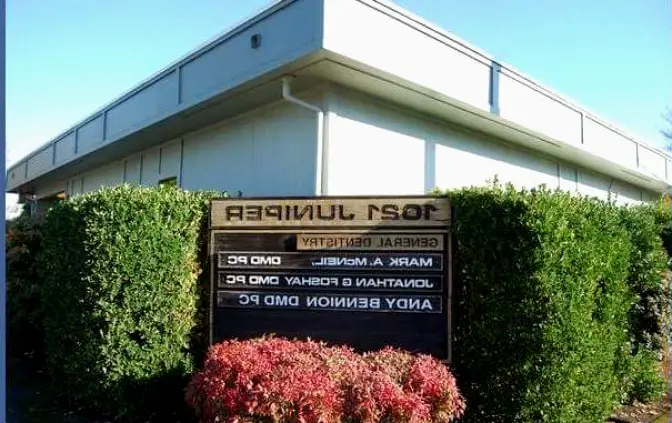 1021 JUNIPER
GENERAL DENTISTRY
MARK A. McNEIL, DMD PC
JONATHAN G FOSHAY DMD PC
ANDY BENNION DMD PC